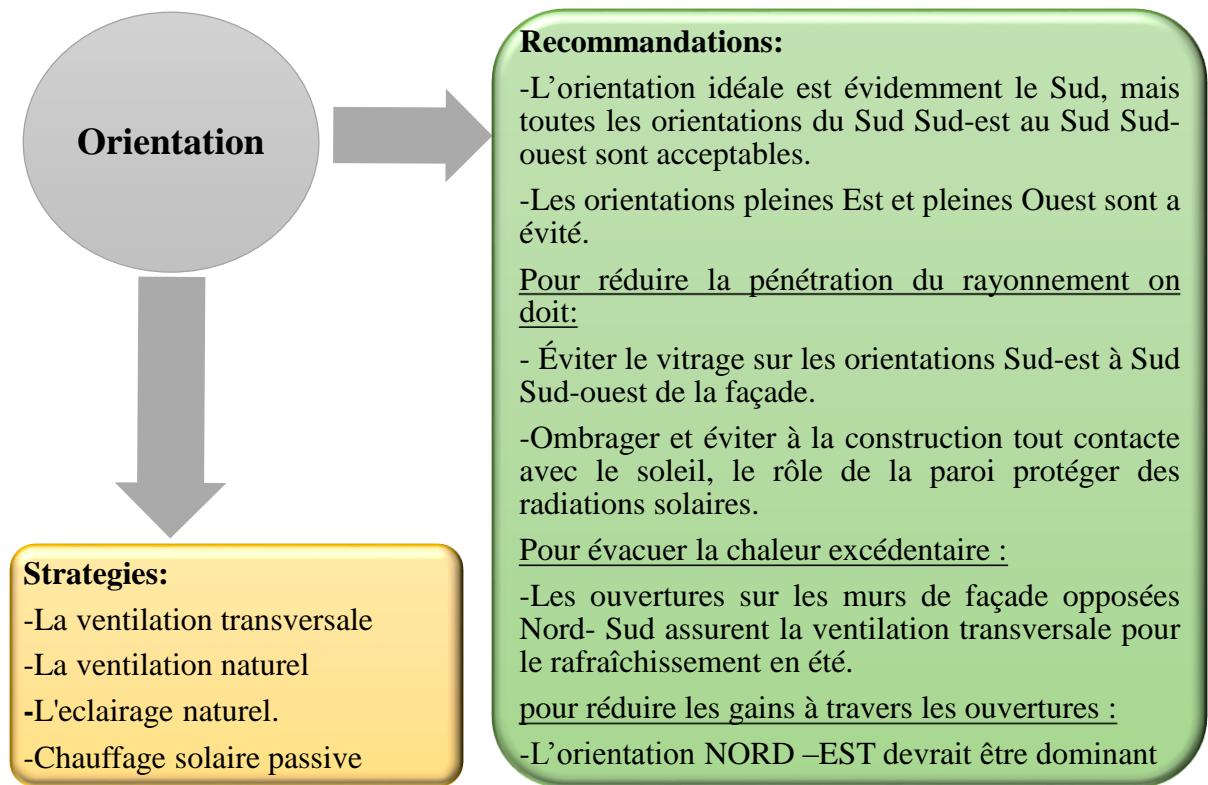 Orientation
Recommandations:
-L'orientation idéale est évidemment le Sud, mais
toutes les orientations du Sud Sud-est au Sud Sud-
ouest sont acceptables.
-Les orientations pleines Est et pleines Ouest sont a
évité.
Pour réduire la pénétration du rayonnement on
doit:
- Éviter le vitrage sur les orientations Sud-est à Sud
Sud-ouest de la façade.
-Ombrager et éviter à la construction tout contacte
avec le soleil, le rôle de la paroi protéger des
radiations solaires.
Pour évacuer la chaleur excédentaire :
-Les ouvertures sur les murs de façade opposées
Nord- Sud assurent la ventilation transversale pour
le rafraîchissement en été.
pour réduire les gains à travers les ouvertures :
-L'orientation NORD –EST devrait être dominant
Strategies:
-La ventilation transversale
-La ventilation naturel
-L'eclairage naturel.
-Chauffage solaire passive